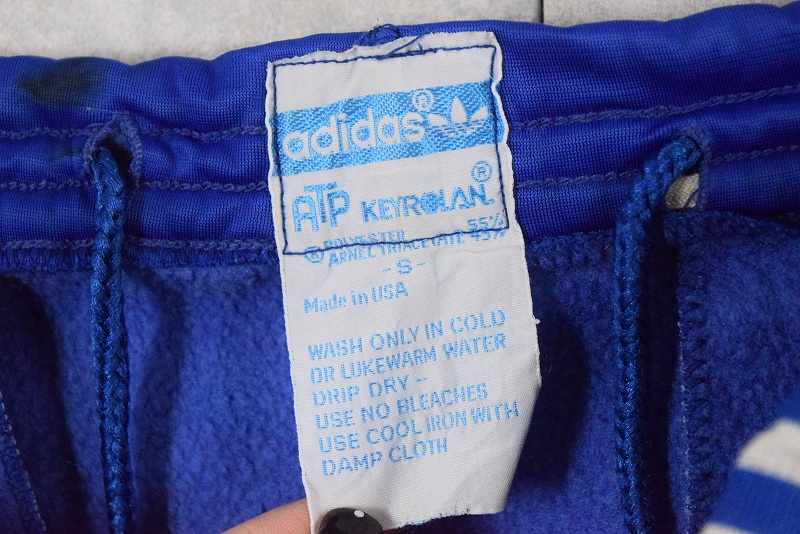 adidas®
ATP KEYROLAN®
POLYESTER 55%
® ARNEL TRIACETATE 45%
-S-
Made in USA
WASH ONLY IN COLD
OR LUKEWARM WATER
DRIP DRY –
USE NO BLEACHES
USE COOL IRON WITH
DAMP CLOTH